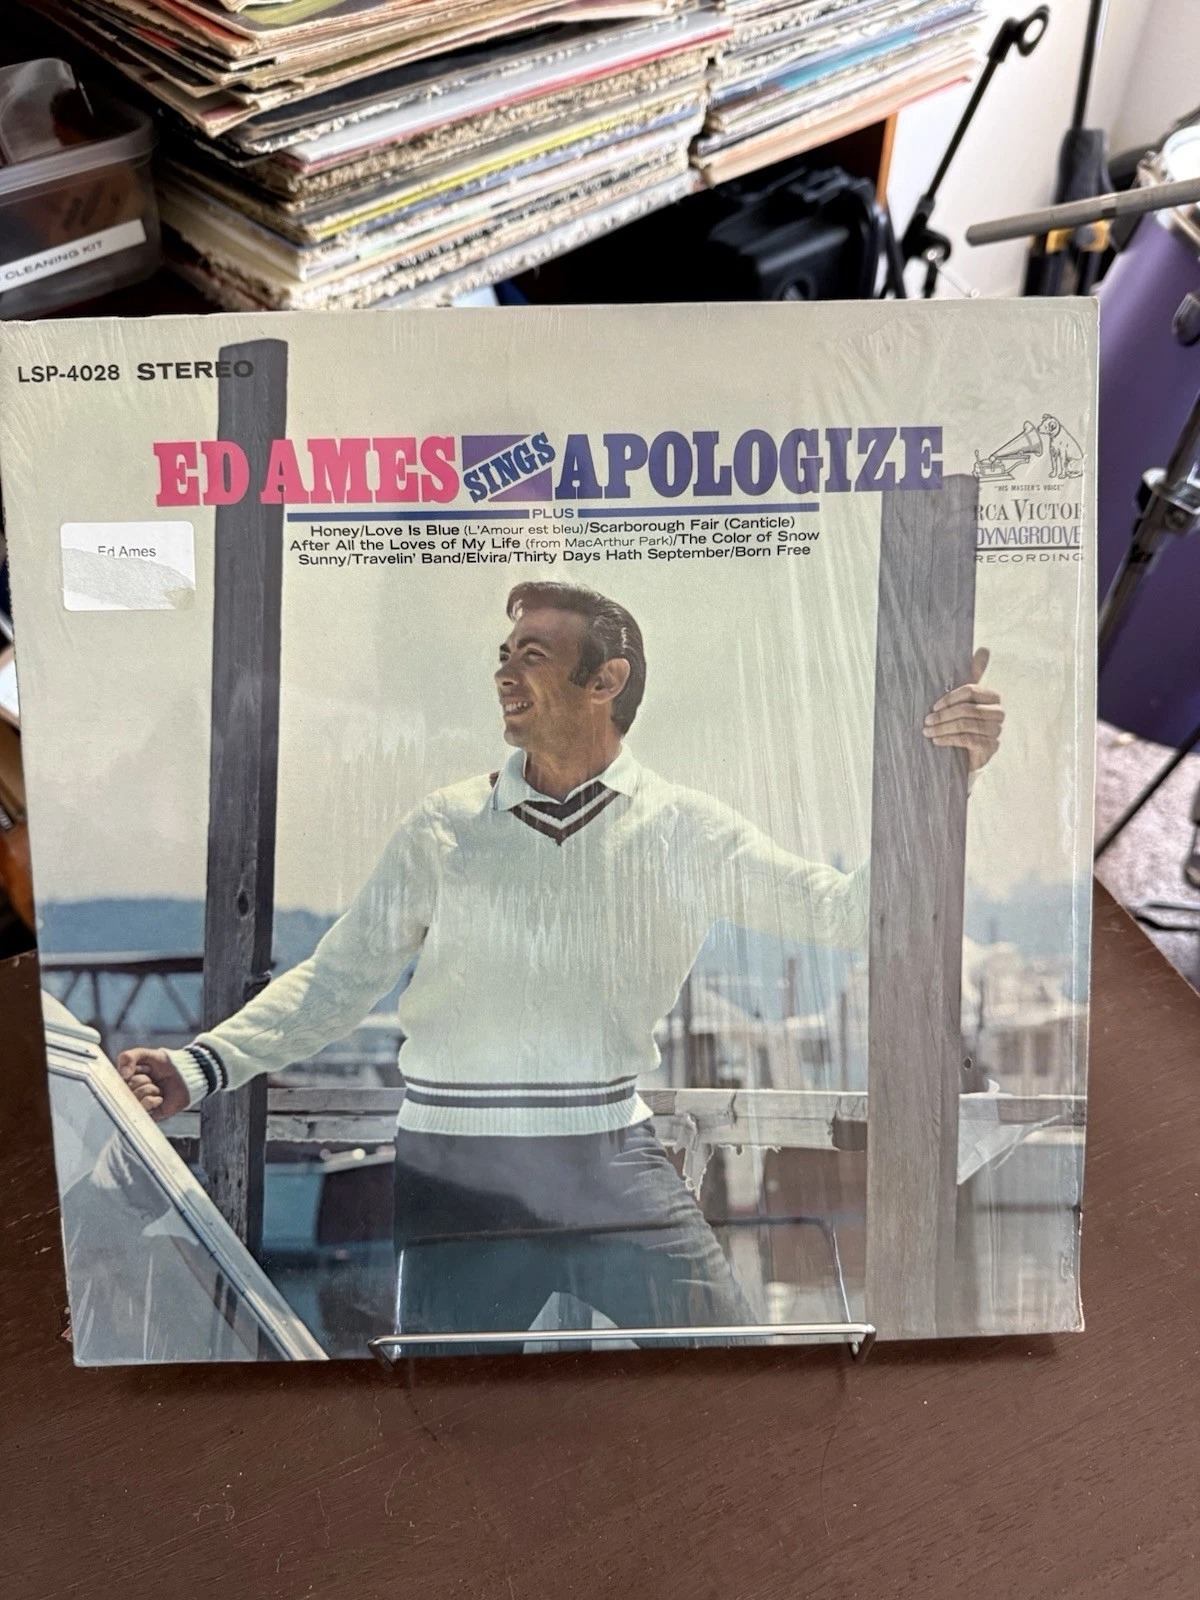 CLEANING KIT
LSP-4028 STEREO
ED AMES SINGS APOLOGIZE
PLUS
Honey/Love Is Blue (L'Amour est bleu)/Scarborough Fair (Canticle)
After All the Loves of My Life (from MacArthur Park)/The Color of Snow
Sunny/Travelin' Band/Elvira/Thirty Days Hath September/Born Free
"HIS MASTER'S VOICE"
RCA VICTOR
DYNAGROOVE
RECORDING
Ed Ames